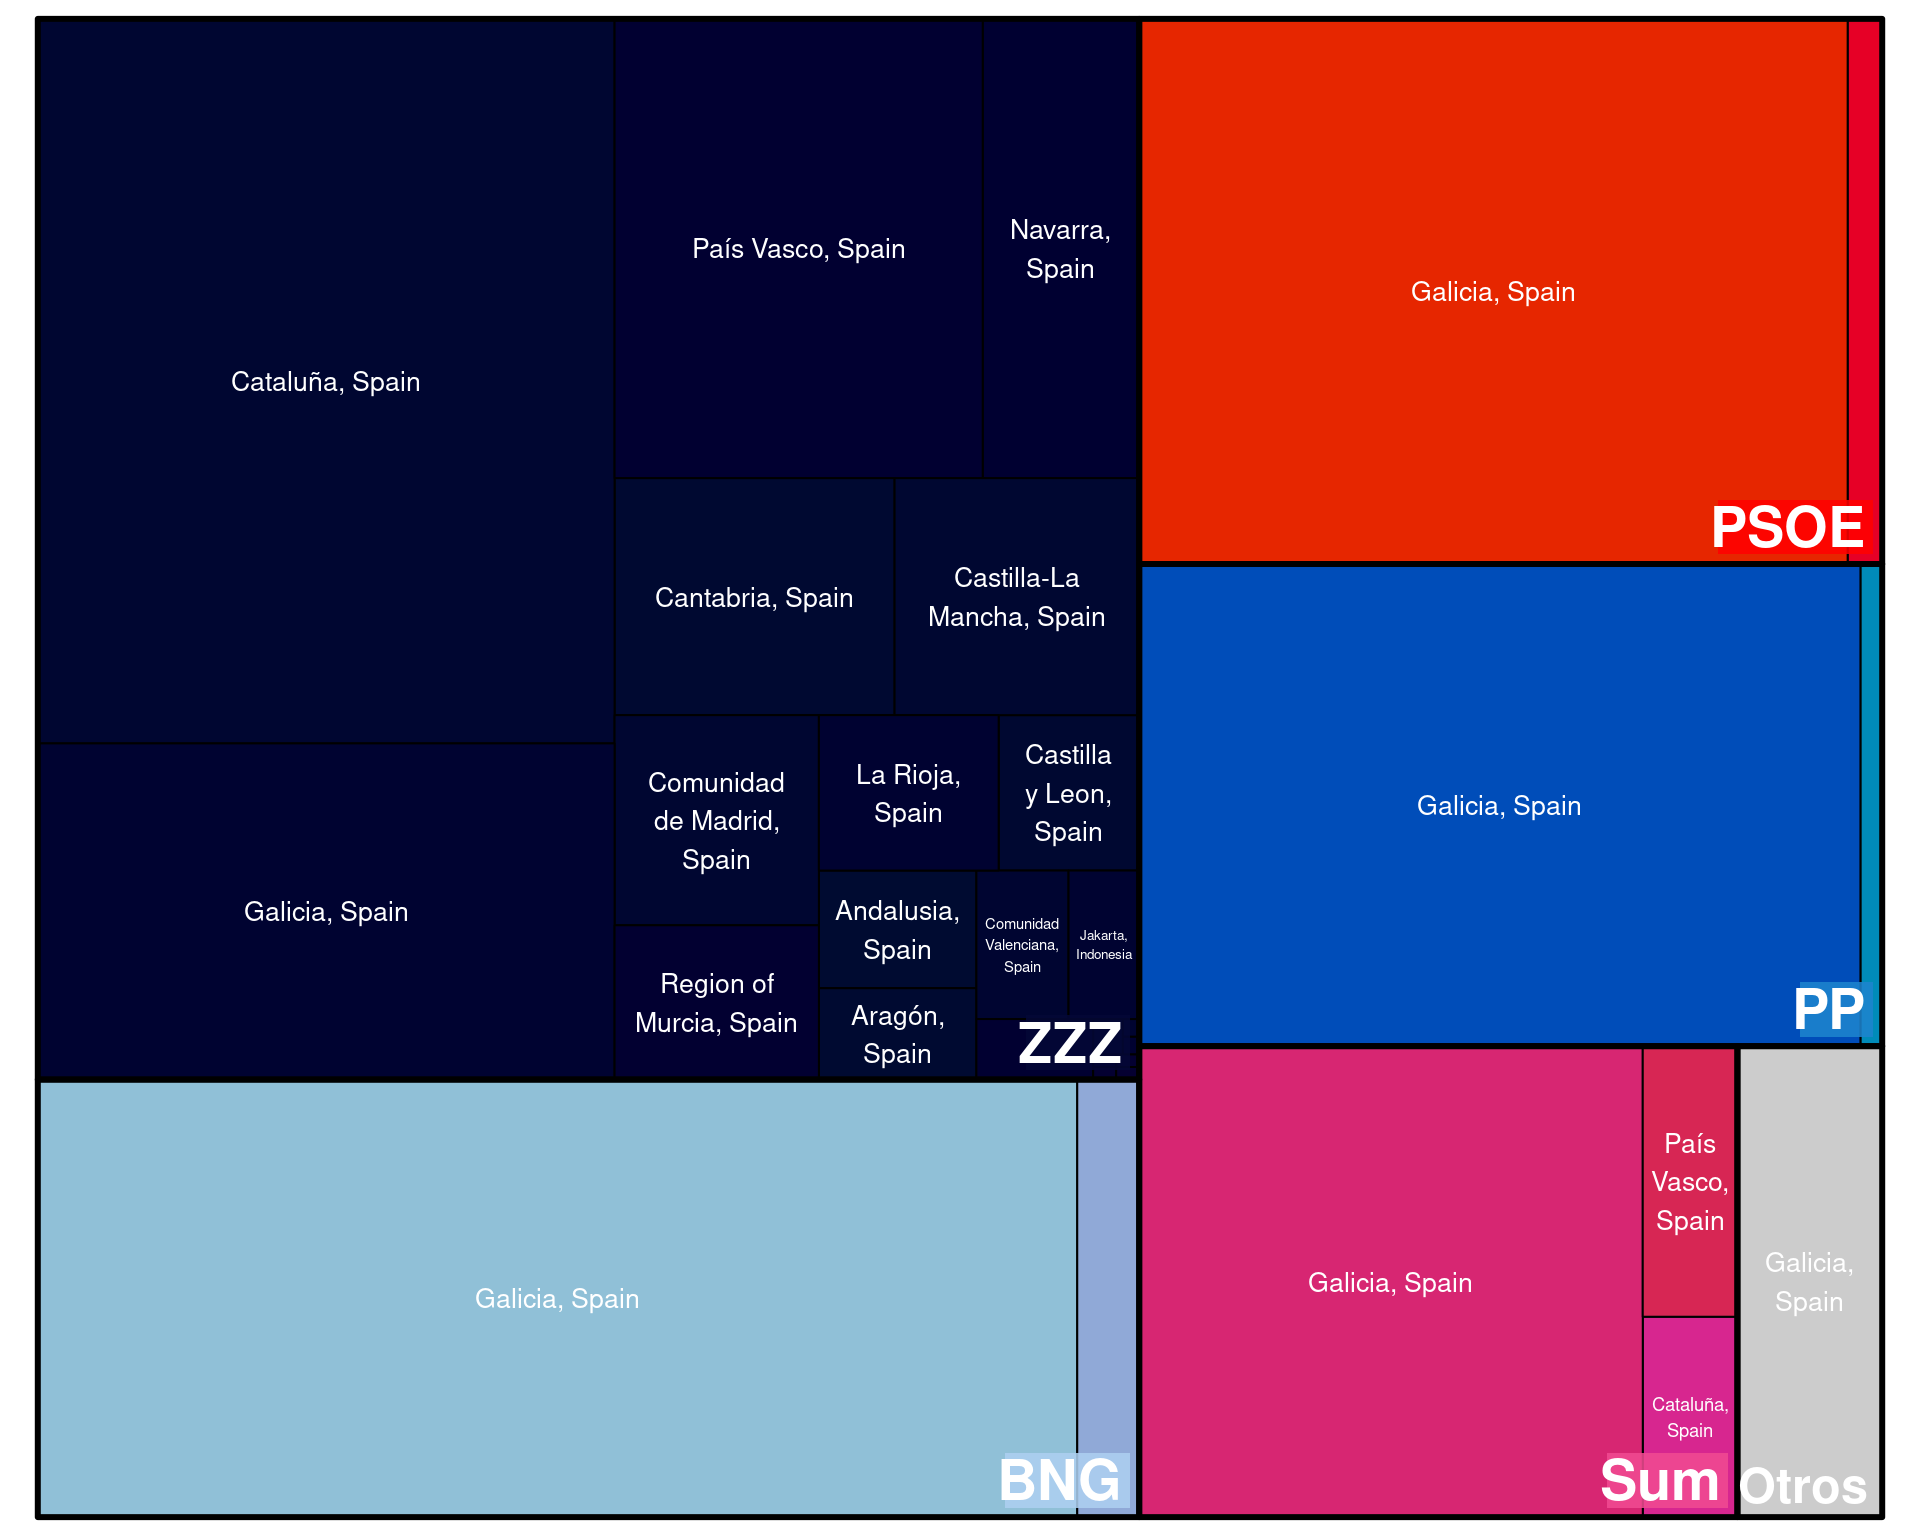 Cataluña, Spain
País Vasco, Spain
Navarra,
Spain
Cantabria, Spain
Castilla-La
Mancha, Spain
Galicia, Spain
Comunidad
de Madrid,
Spain
La Rioja,
Spain
Castilla
y Leon,
Spain
Region of
Murcia, Spain
Andalusia,
Spain
Aragón,
Spain
Comunidad
Valenciana,
Spain
Jakarta,
Indonesia
ZZZ
Galicia, Spain
BNG
Galicia, Spain
PSOE
Galicia, Spain
PP
Galicia, Spain
País
Vasco,
Spain
Cataluña,
Spain
Sum
Galicia,
Spain
Otros